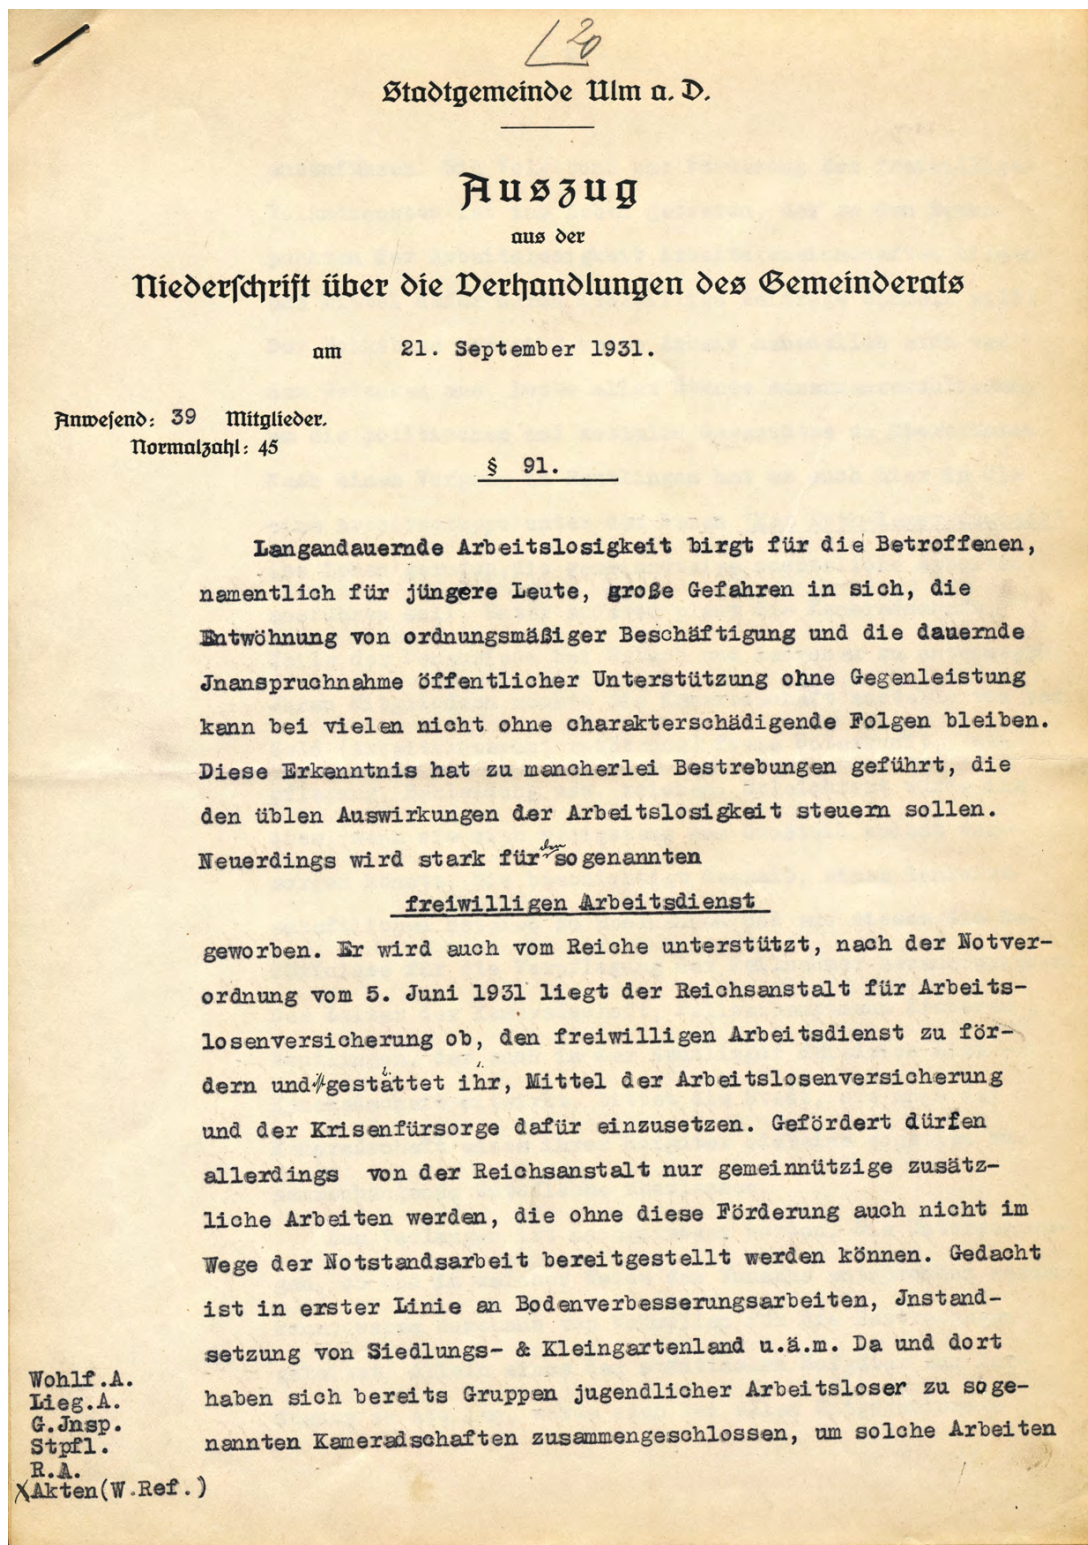 20
Stadtgemeinde Ulm a. D.
Auszug
aus der
Niederschrift über die Verhandlungen des Gemeinderats
am 21. September 1931.
Anwesend: 39 Mitglieder.
Normalzahl: 45
§ 91.
Langandauernde Arbeitslosigkeit birgt für die Betroffenen,
namentlich für jüngere Leute, große Gefahren in sich, die
Entwöhnung von ordnungsmäßiger Beschäftigung und die dauernde
Jnanspruchnahme öffentlicher Unterstützung ohne Gegenleistung
kann bei vielen nicht ohne charakterschädigende Folgen bleiben.
Diese Erkenntnis hat zu mancherlei Bestrebungen geführt, die
den üblen Auswirkungen der Arbeitslosigkeit steuern sollen.
Neuerdings wird stark für den sogenannten
freiwilligen Arbeitsdienst
geworben. Er wird auch vom Reiche unterstützt, nach der Notver-
ordnung vom 5. Juni 1931 liegt der Reichsanstalt für Arbeits-
losenversicherung ob, den freiwilligen Arbeitsdienst zu för-
dern und gestattet ihr, Mittel der Arbeitslosenversicherung
und der Krisenfürsorge dafür einzusetzen. Gefördert dürfen
allerdings von der Reichsanstalt nur gemeinnützige zusätz-
liche Arbeiten werden, die ohne diese Förderung auch nicht im
Wege der Notstandsarbeit bereitgestellt werden können. Gedacht
ist in erster Linie an Bodenverbesserungsarbeiten, Jnstand-
setzung von Siedlungs- & Kleingartenland u.ä.m. Da und dort
haben sich bereits Gruppen jugendlicher Arbeitsloser zu soge-
nannten Kameradschaften zusammengeschlossen, um solche Arbeiten
Wohlf.A.
Lieg.A.
G.Jnsp.
Stpfl.
R.A.
XAkten(W.Ref.)